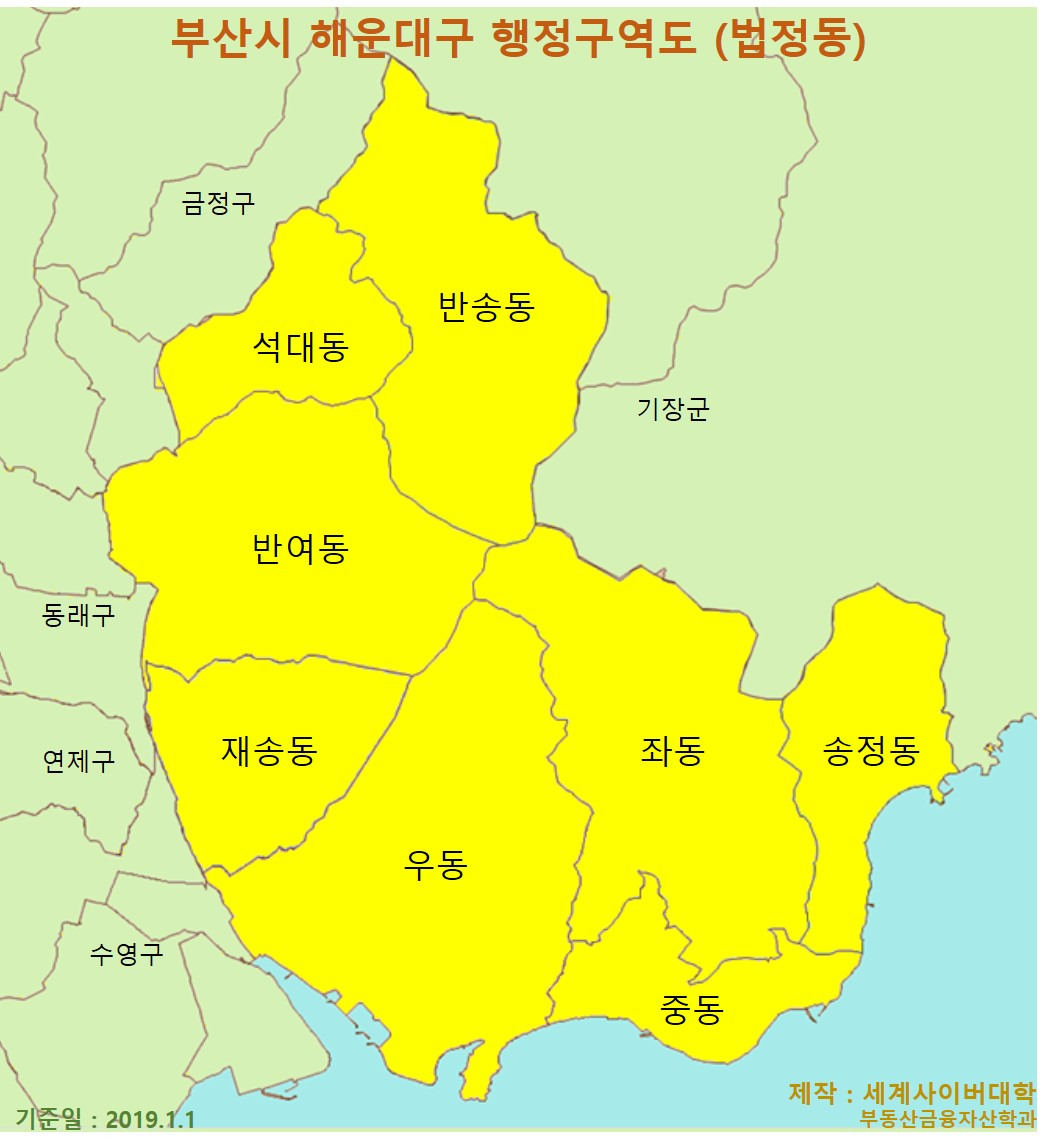 부산시 해운대구 행정구역도 (법정동)
금정구
반송동
석대동
기장군
반여동
동래구
재송동
좌동
송정동
연제구
우동
수영구
중동
제작 : 세계사이버대학
부동산금융자산학과
기준일 : 2019.1.1